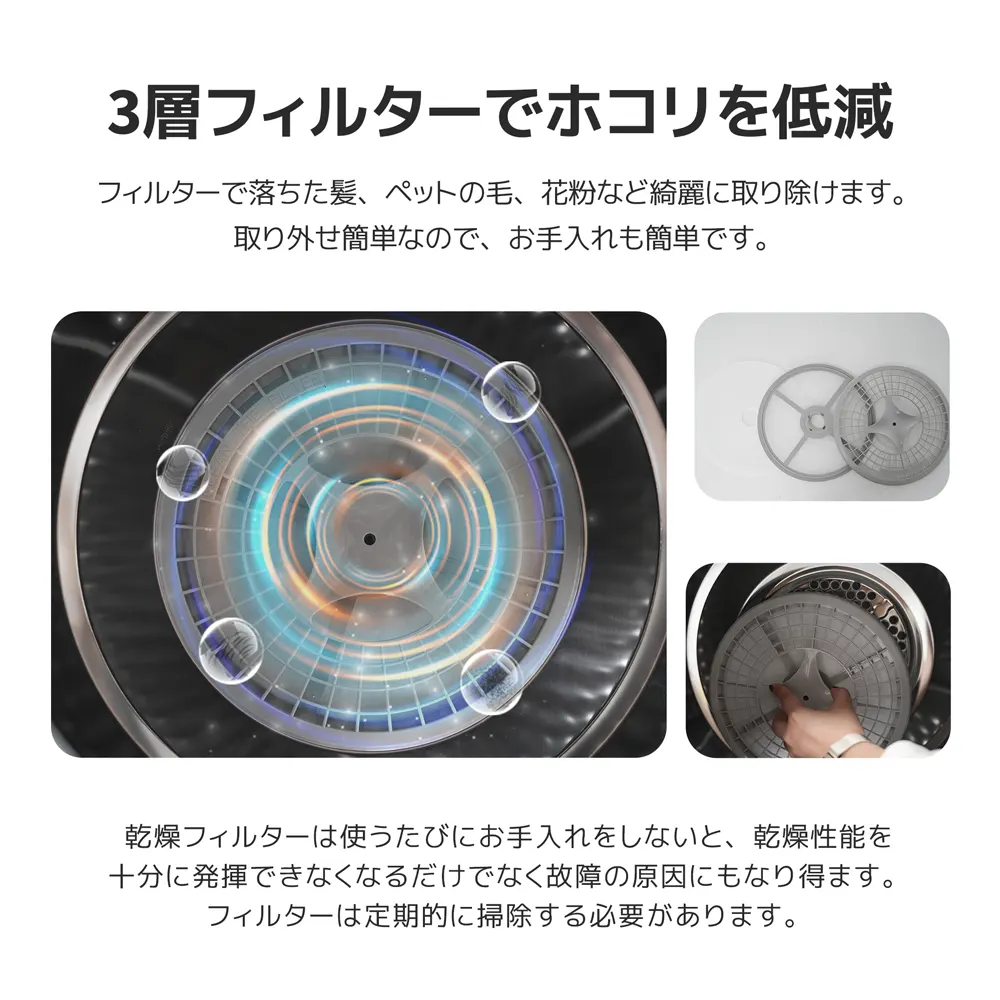 3層フィルターでホコリを低減
フィルターで落ちた髪、ペットの毛、花粉など綺麗に取り除けます。
取り外せ簡単なので、お手入れも簡単です。
乾燥フィルターは使うたびにお手入れをしないと、乾燥性能を
十分に発揮できなくなるだけでなく故障の原因にもなり得ます。
フィルターは定期的に掃除する必要があります。